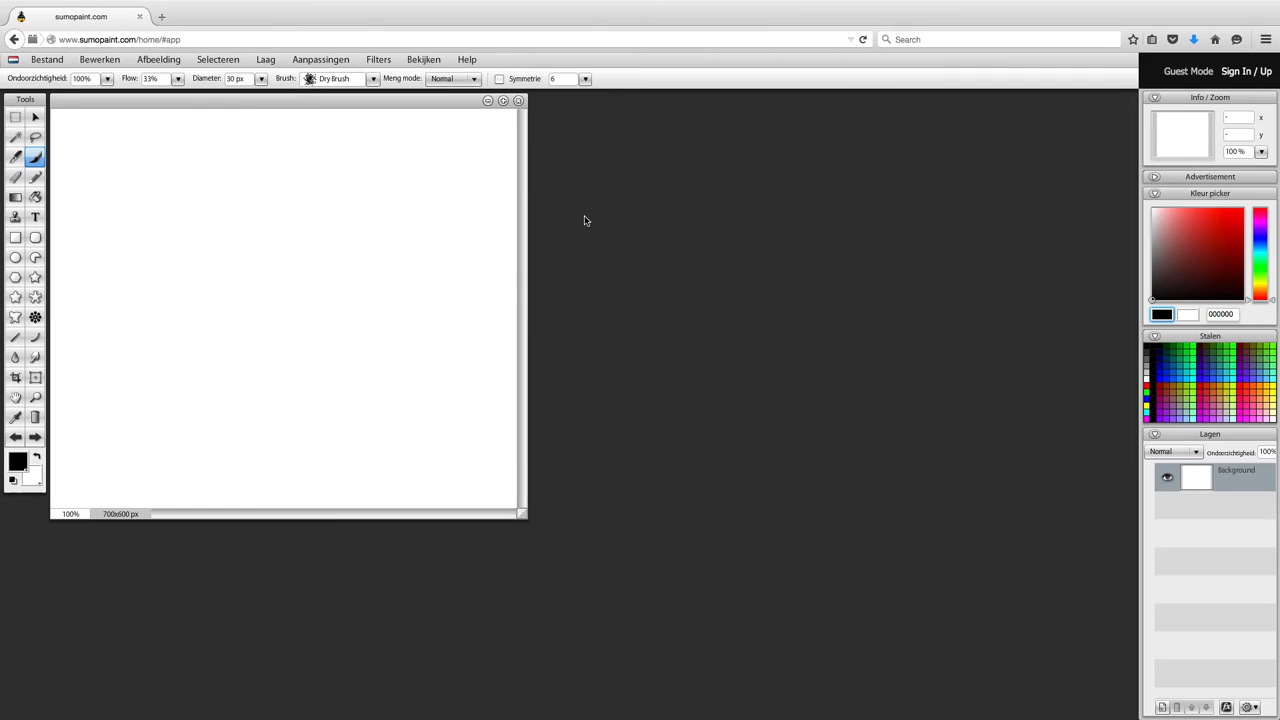 sumopaint.com
www.sumopaint.com/home/#app
Search
Bestand Bewerken Afbeelding Selecteren Laag Aanpassingen Filters Bekijken Help
Ondoorzichtigheid: 100% Flow: 33% Diameter: 30 px Brush: Dry Brush Meng mode: Normal Symmetrie 6
Guest Mode Sign In / Up
Tools
T
100% 700x600 px
Info / Zoom
- x
- y
100 %
Advertisement
Kleur picker
000000
Stalen
Lagen
Normal Ondoorzichtigheid: 100%
Background